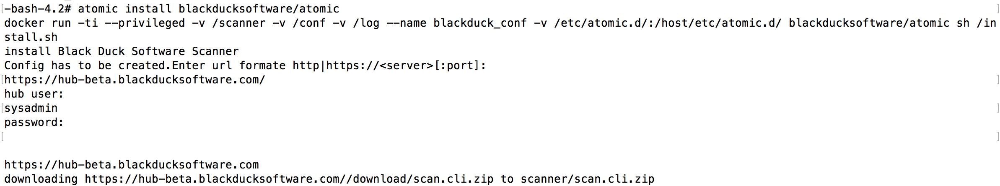 [-bash-4.2# atomic install blackducksoftware/atomic ]
docker run -ti --privileged -v /scanner -v /conf -v /log --name blackduck_conf -v /etc/atomic.d/:/host/etc/atomic.d/ blackducksoftware/atomic sh /in
stall.sh
install Black Duck Software Scanner
Config has to be created.Enter url formate http|https://<server>[:port]:
[https://hub-beta.blackducksoftware.com/ ]
hub user:
[sysadmin ]
password:
[ ]
https://hub-beta.blackducksoftware.com
downloading https://hub-beta.blackducksoftware.com//download/scan.cli.zip to scanner/scan.cli.zip